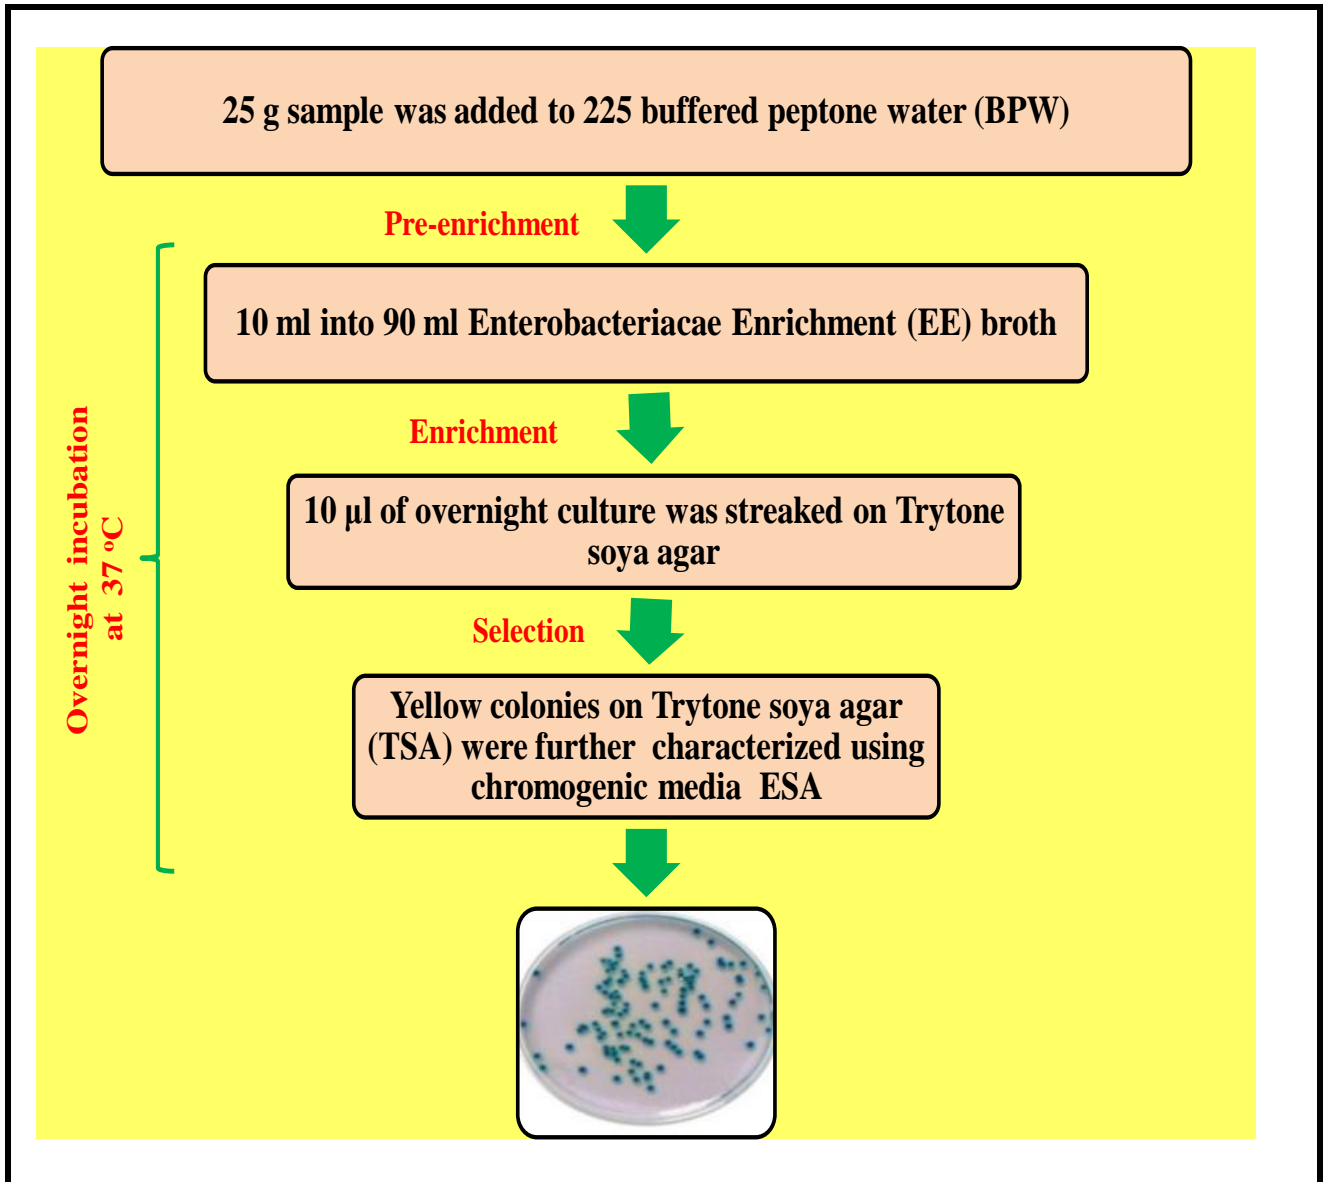 25 g sample was added to 225 buffered peptone water (BPW)
Pre-enrichment
10 ml into 90 ml Enterobacteriacae Enrichment (EE) broth
Enrichment
10 µl of overnight culture was streaked on Trytone
soya agar
Selection
Yellow colonies on Trytone soya agar
(TSA) were further characterized using
chromogenic media ESA
Overnight incubation
at 37 ºC